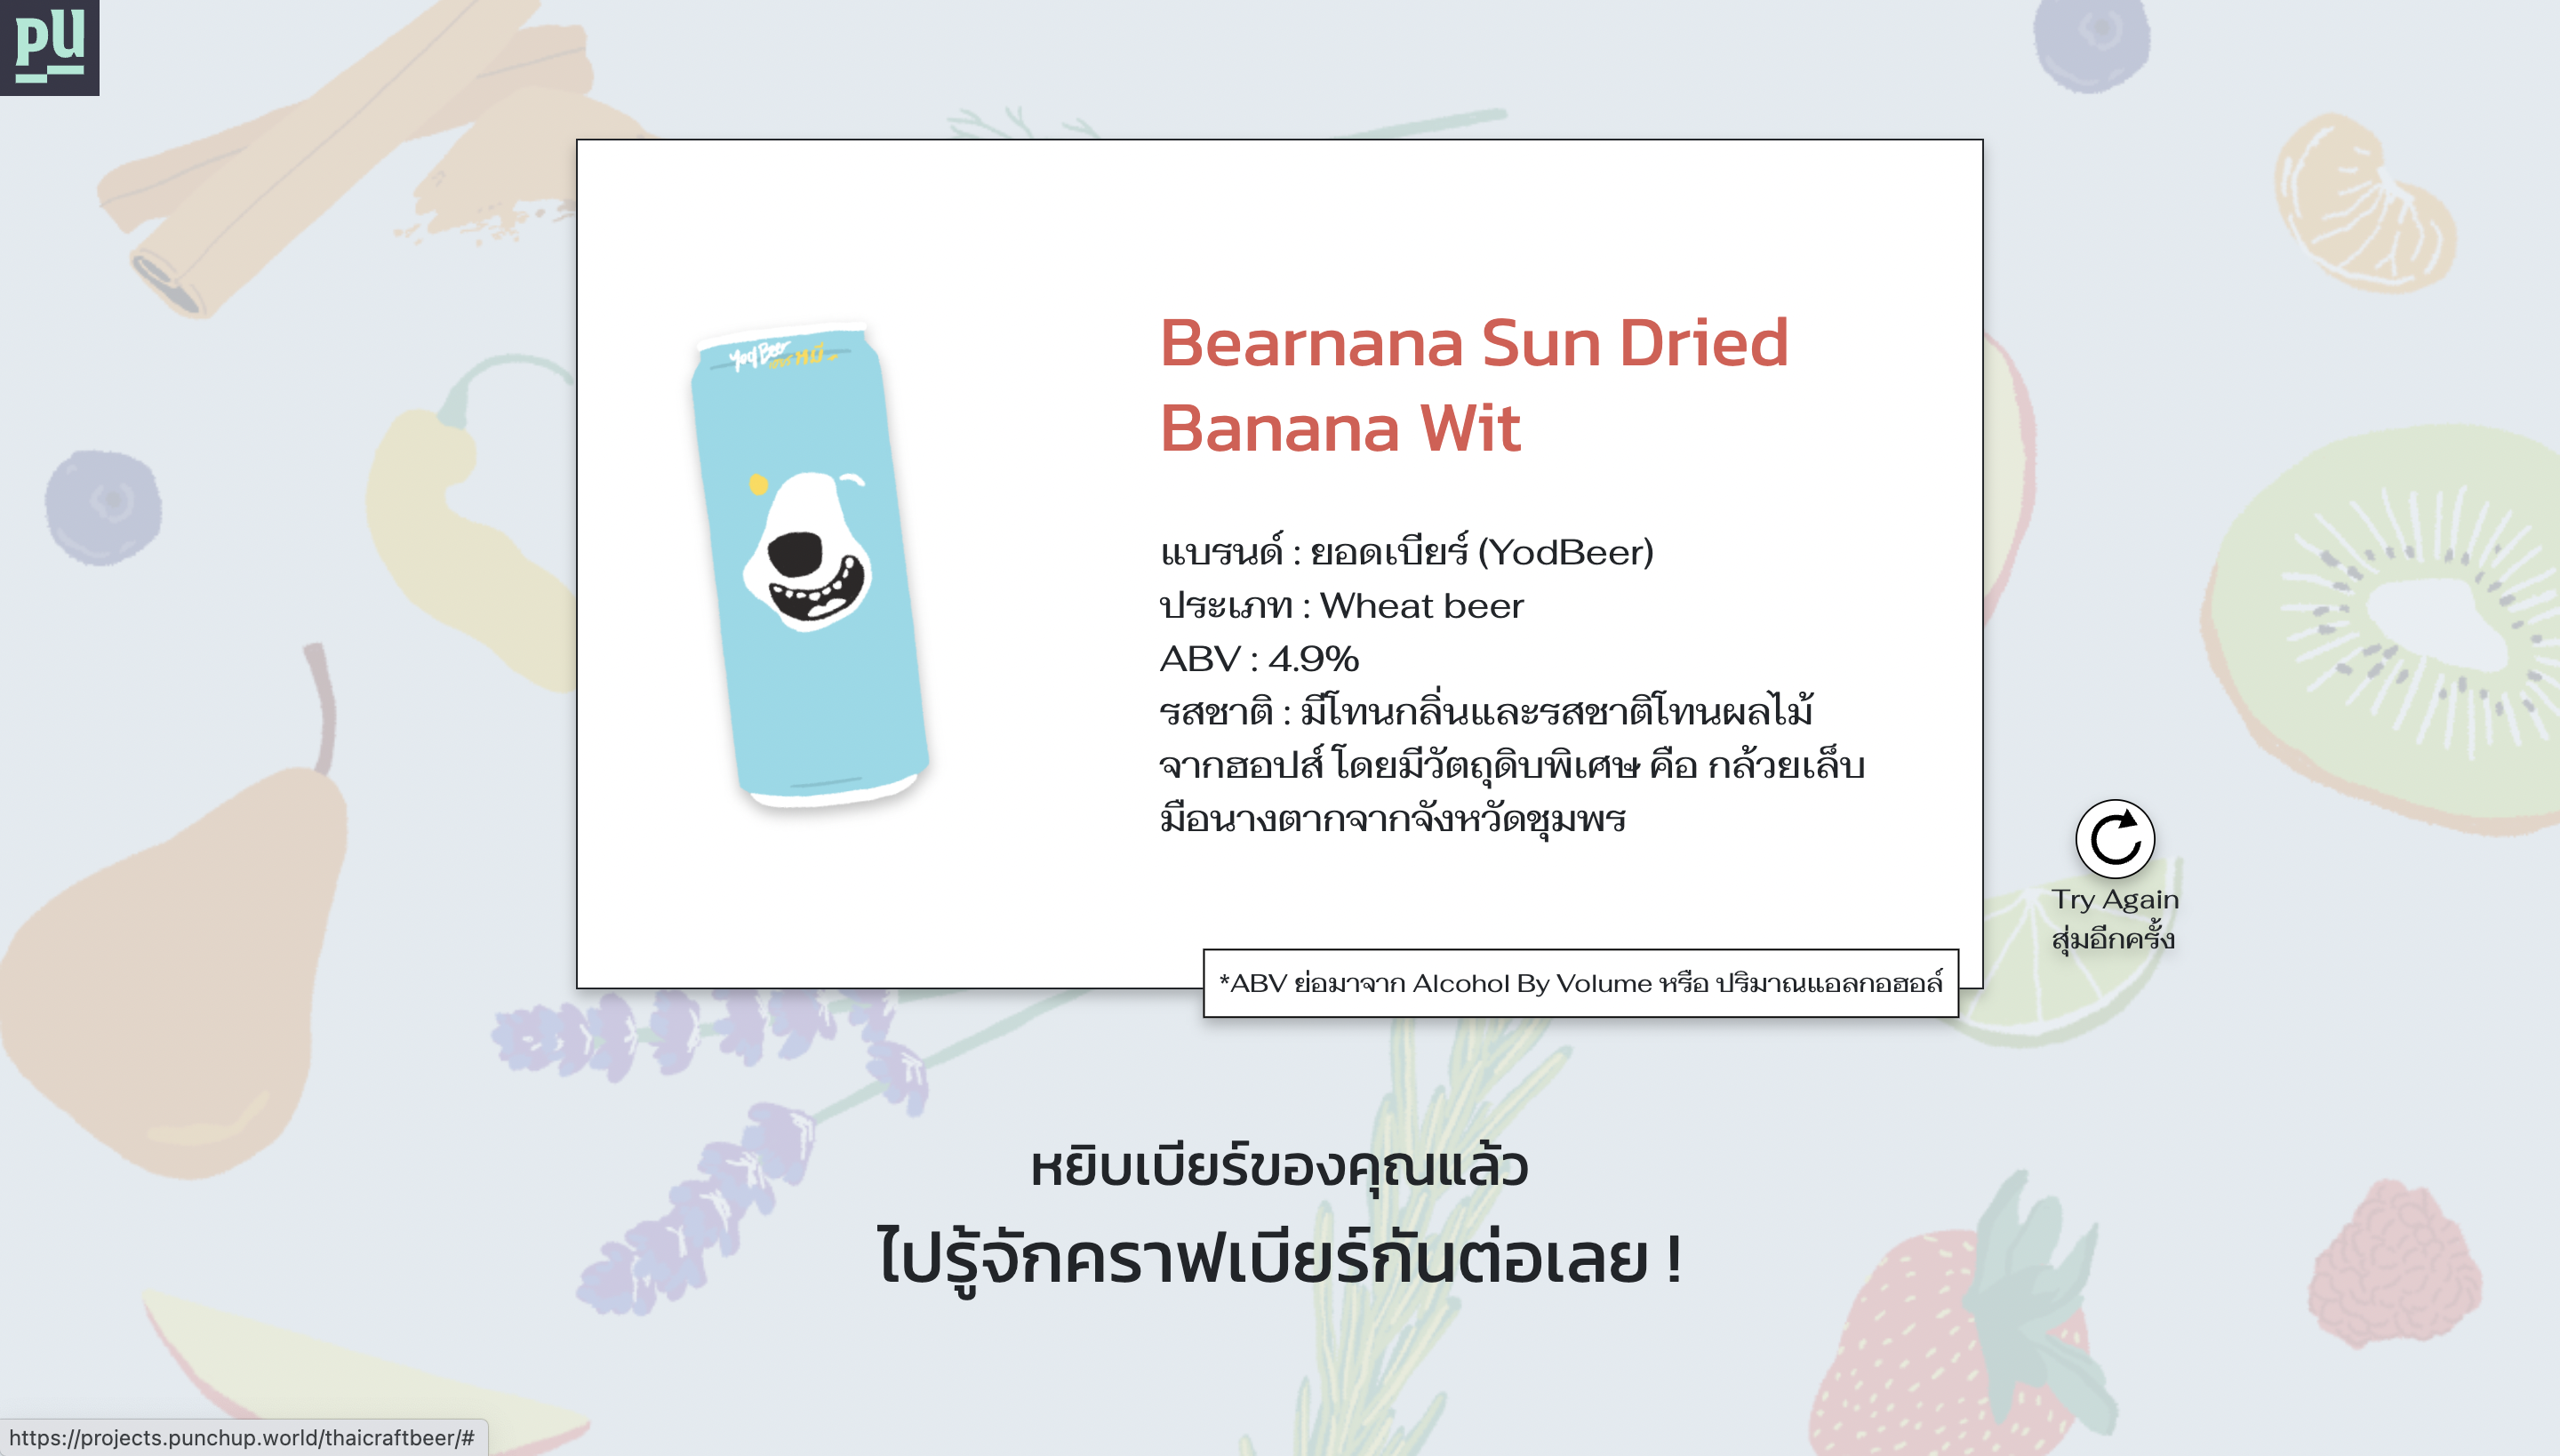 pU
YodBeer
หมี
Bearnana Sun Dried
Banana Wit
แบรนด์ : ยอดเบียร์ (YodBeer)
ประเภท : Wheat beer
ABV : 4.9%
รสชาติ : มีโทนกลิ่นและรสชาติโทนผลไม้
จากฮอปส์ โดยมีวัตถุดิบพิเศษ คือ กล้วยเล็บ
มือนางตากจากจังหวัดชุมพร
Try Again
สุ่มอีกครั้ง
*ABV ย่อมาจาก Alcohol By Volume หรือ ปริมาณแอลกอฮอล์
หยิบเบียร์ของคุณแล้ว
ไปรู้จักคราฟเบียร์กันต่อเลย !
https://projects.punchup.world/thaicraftbeer/#